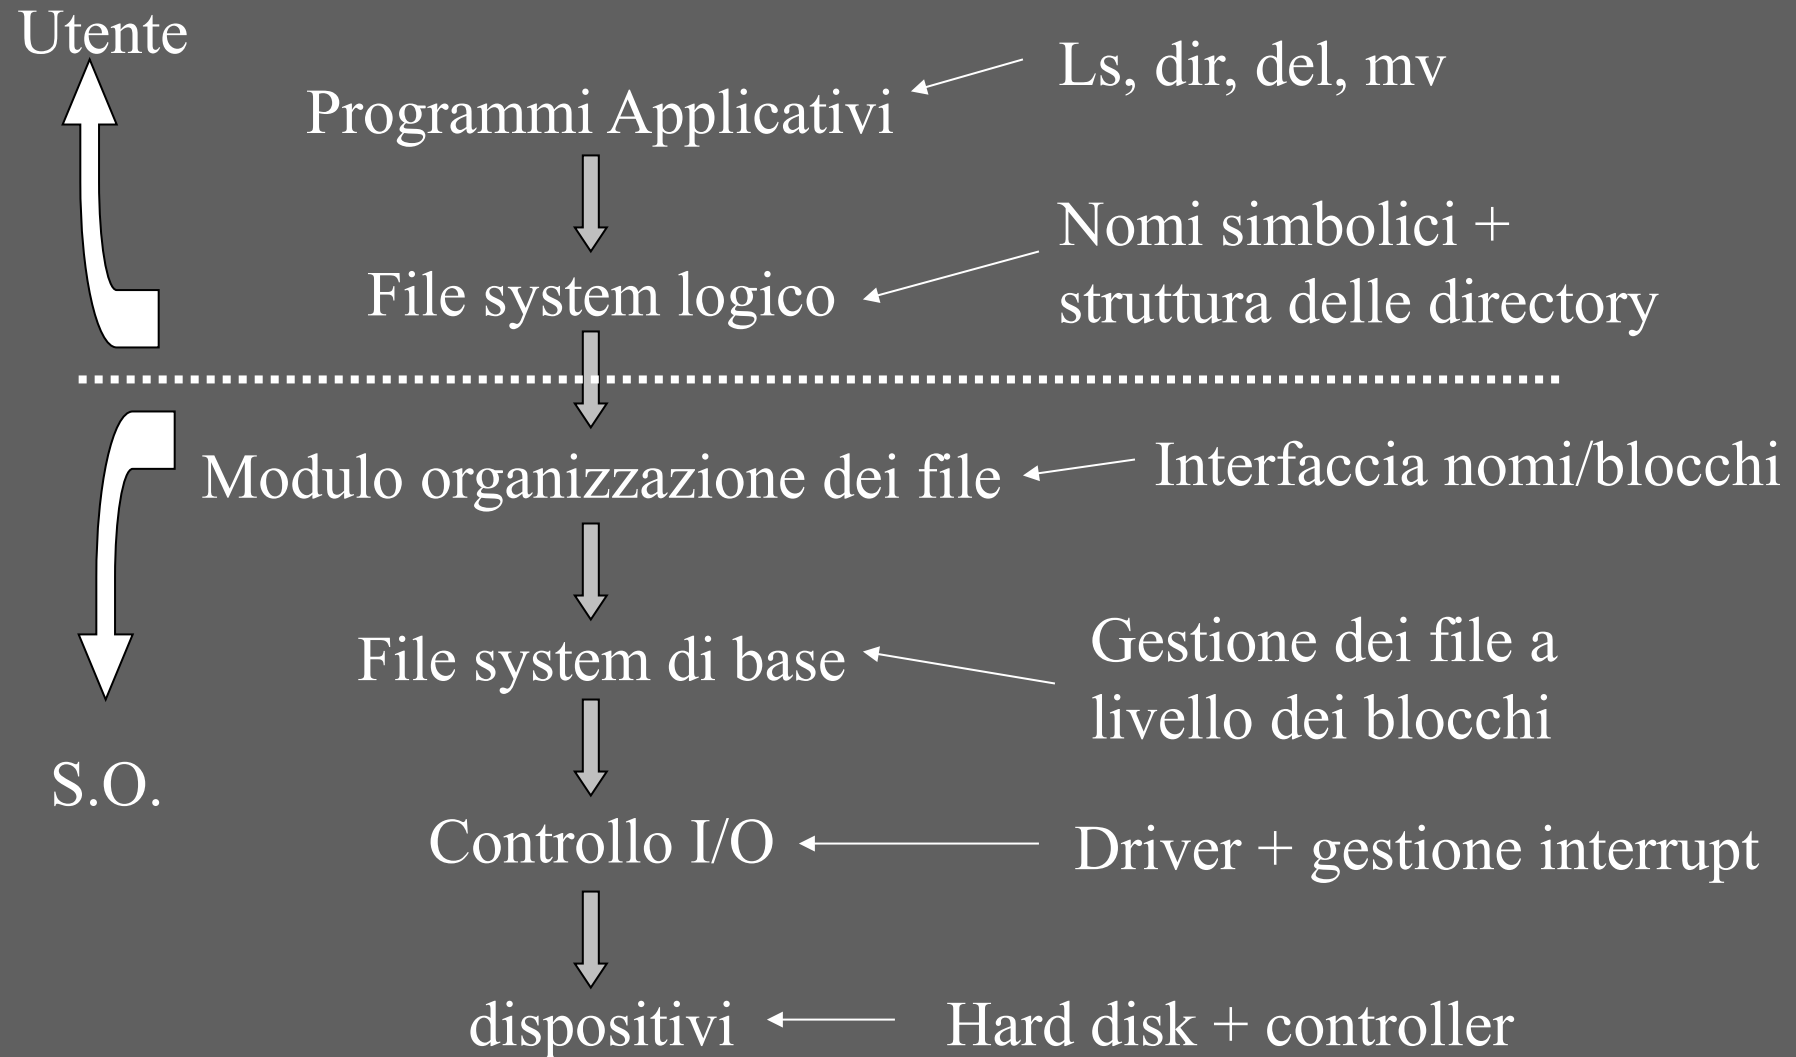 Utente
Ls, dir, del, mv
Programmi Applicativi
Nomi simbolici +
struttura delle directory
File system logico
Modulo organizzazione dei file
Interfaccia nomi/blocchi
File system di base
Gestione dei file a
livello dei blocchi
S.O.
Controllo I/O
Driver + gestione interrupt
dispositivi
Hard disk + controller